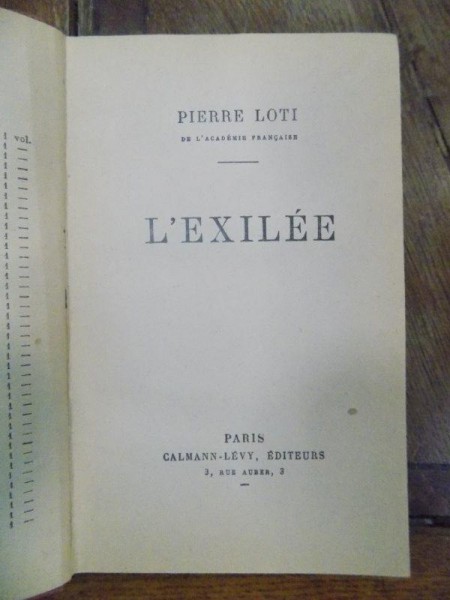 vol.
PIERRE LOTI
DE L'ACADÉMIE FRANÇAISE
L'EXILÉE
PARIS
CALMANN-LÉVY, ÉDITEURS
3, RUE AUBER, 3